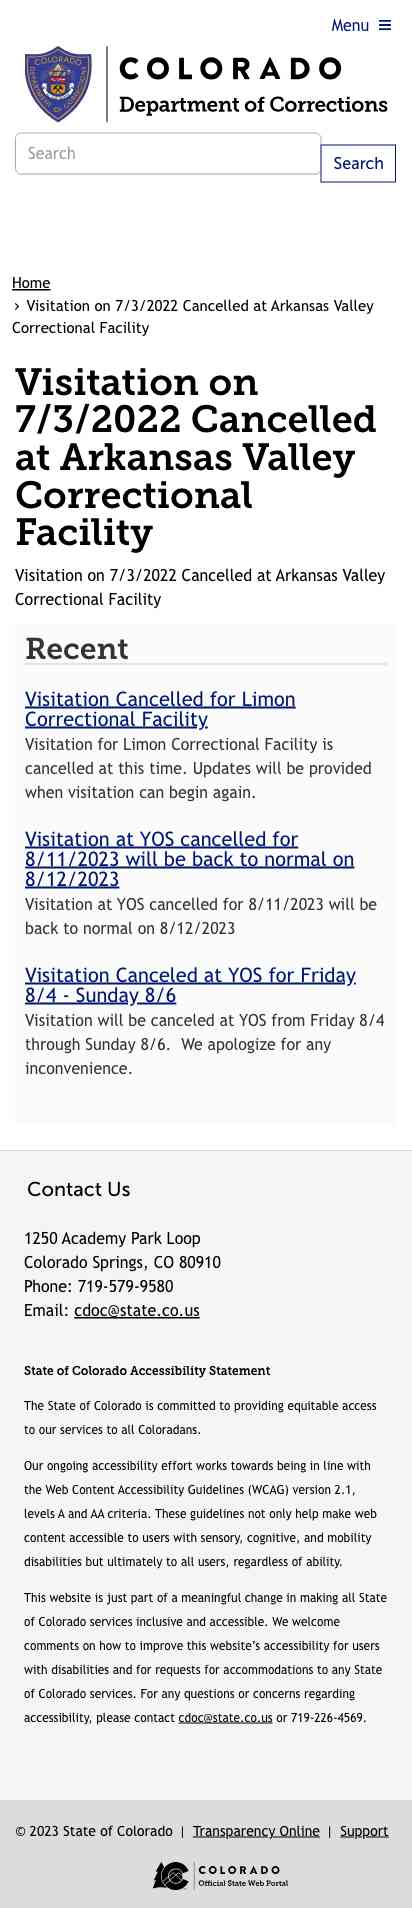 Menu
COLORADO
Department of Corrections
Search
Search
Home
› Visitation on 7/3/2022 Cancelled at Arkansas Valley
Correctional Facility
Visitation on
7/3/2022 Cancelled
at Arkansas Valley
Correctional
Facility
Visitation on 7/3/2022 Cancelled at Arkansas Valley
Correctional Facility
Recent
Visitation Cancelled for Limon
Correctional Facility
Visitation for Limon Correctional Facility is
cancelled at this time. Updates will be provided
when visitation can begin again.
Visitation at YOS cancelled for
8/11/2023 will be back to normal on
8/12/2023
Visitation at YOS cancelled for 8/11/2023 will be
back to normal on 8/12/2023
Visitation Canceled at YOS for Friday
8/4 - Sunday 8/6
Visitation will be canceled at YOS from Friday 8/4
through Sunday 8/6.  We apologize for any
inconvenience.
Contact Us
1250 Academy Park Loop
Colorado Springs, CO 80910
Phone: 719-579-9580
Email: cdoc@state.co.us
State of Colorado Accessibility Statement
The State of Colorado is committed to providing equitable access
to our services to all Coloradans.
Our ongoing accessibility effort works towards being in line with
the Web Content Accessibility Guidelines (WCAG) version 2.1,
levels A and AA criteria. These guidelines not only help make web
content accessible to users with sensory, cognitive, and mobility
disabilities but ultimately to all users, regardless of ability.
This website is just part of a meaningful change in making all State
of Colorado services inclusive and accessible. We welcome
comments on how to improve this website's accessibility for users
with disabilities and for requests for accommodations to any State
of Colorado services. For any questions or concerns regarding
accessibility, please contact cdoc@state.co.us or 719-226-4569.
© 2023 State of Colorado | Transparency Online | Support
COLORADO
Official State Web Portal